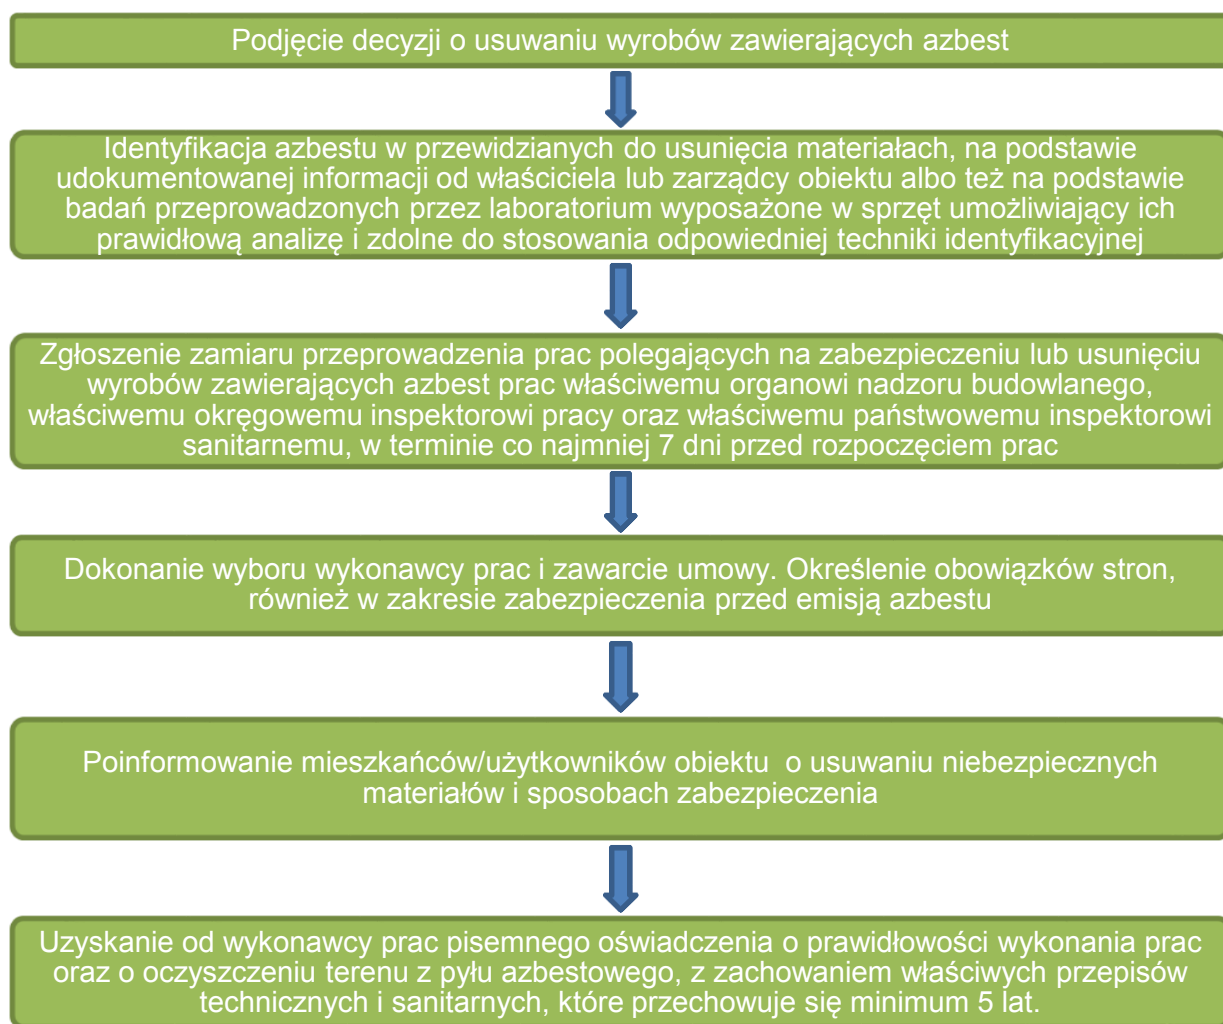 Podjęcie decyzji o usuwaniu wyrobów zawierających azbest
Identyfikacja azbestu w przewidzianych do usunięcia materiałach, na podstawie
udokumentowanej informacji od właściciela lub zarządcy obiektu albo też na podstawie
badań przeprowadzonych przez laboratorium wyposażone w sprzęt umożliwiający ich
prawidłową analizę i zdolne do stosowania odpowiedniej techniki identyfikacyjnej
Zgłoszenie zamiaru przeprowadzenia prac polegających na zabezpieczeniu lub usunięciu
wyrobów zawierających azbest prac właściwemu organowi nadzoru budowlanego,
właściwemu okręgowemu inspektorowi pracy oraz właściwemu państwowemu inspektorowi
sanitarnemu, w terminie co najmniej 7 dni przed rozpoczęciem prac
Dokonanie wyboru wykonawcy prac i zawarcie umowy. Określenie obowiązków stron,
również w zakresie zabezpieczenia przed emisją azbestu
Poinformowanie mieszkańców/użytkowników obiektu o usuwaniu niebezpiecznych
materiałów i sposobach zabezpieczenia
Uzyskanie od wykonawcy prac pisemnego oświadczenia o prawidłowości wykonania prac
oraz o oczyszczeniu terenu z pyłu azbestowego, z zachowaniem właściwych przepisów
technicznych i sanitarnych, które przechowuje się minimum 5 lat.